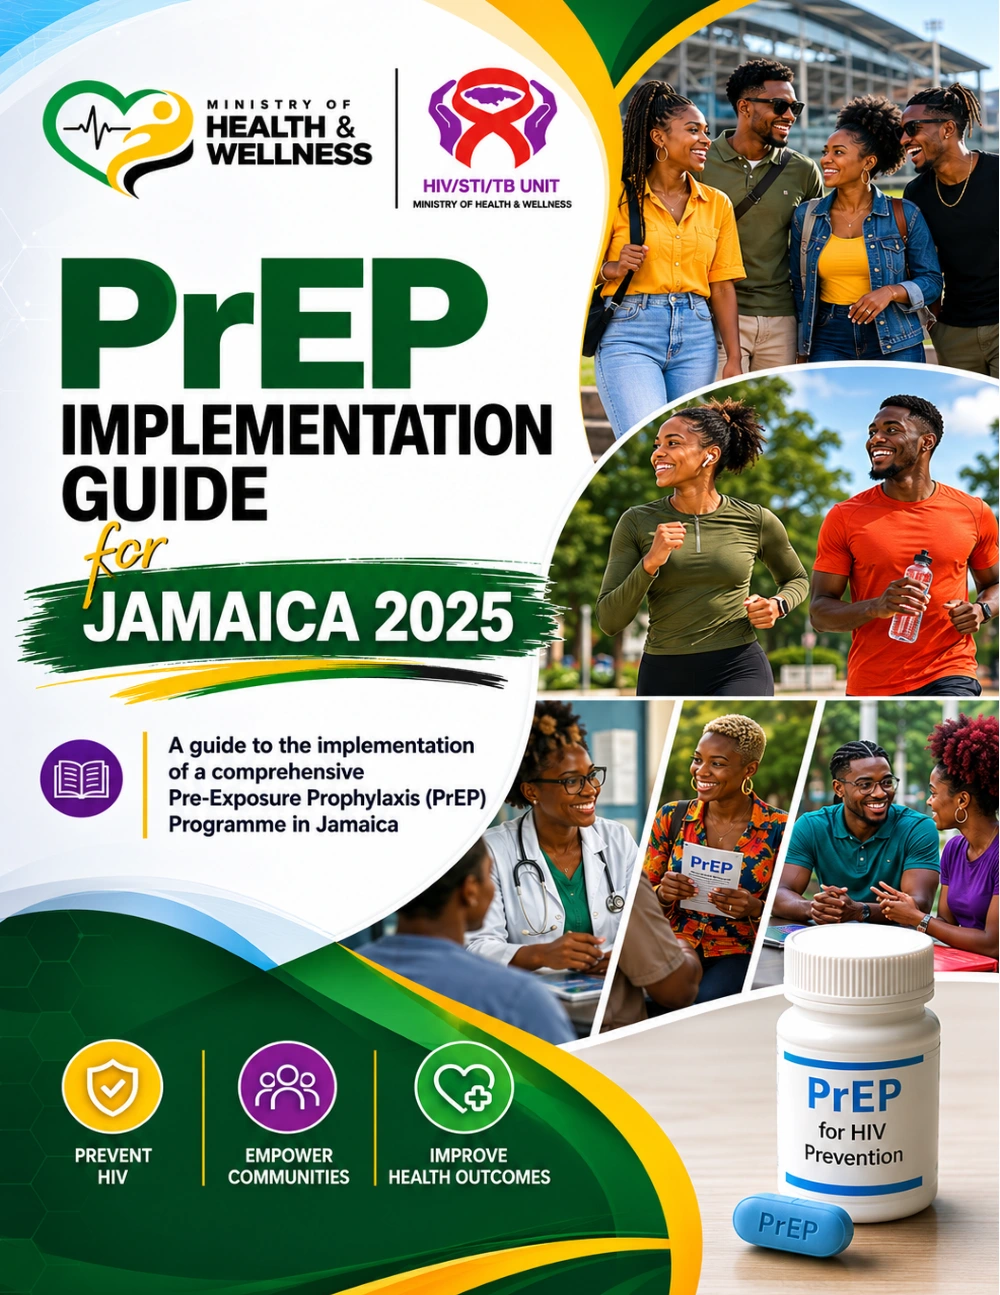 MINISTRY OF
HEALTH &
WELLNESS
HIV/STI/TB UNIT
MINISTRY OF HEALTH & WELLNESS
PrEP
IMPLEMENTATION
GUIDE
for
JAMAICA 2025
A guide to the implementation
of a comprehensive
Pre-Exposure Prophylaxis (PrEP)
Programme in Jamaica
PrEP
PREVENT
HIV
EMPOWER
COMMUNITIES
IMPROVE
HEALTH OUTCOMES
PrEP
for HIV
Prevention
PrEP